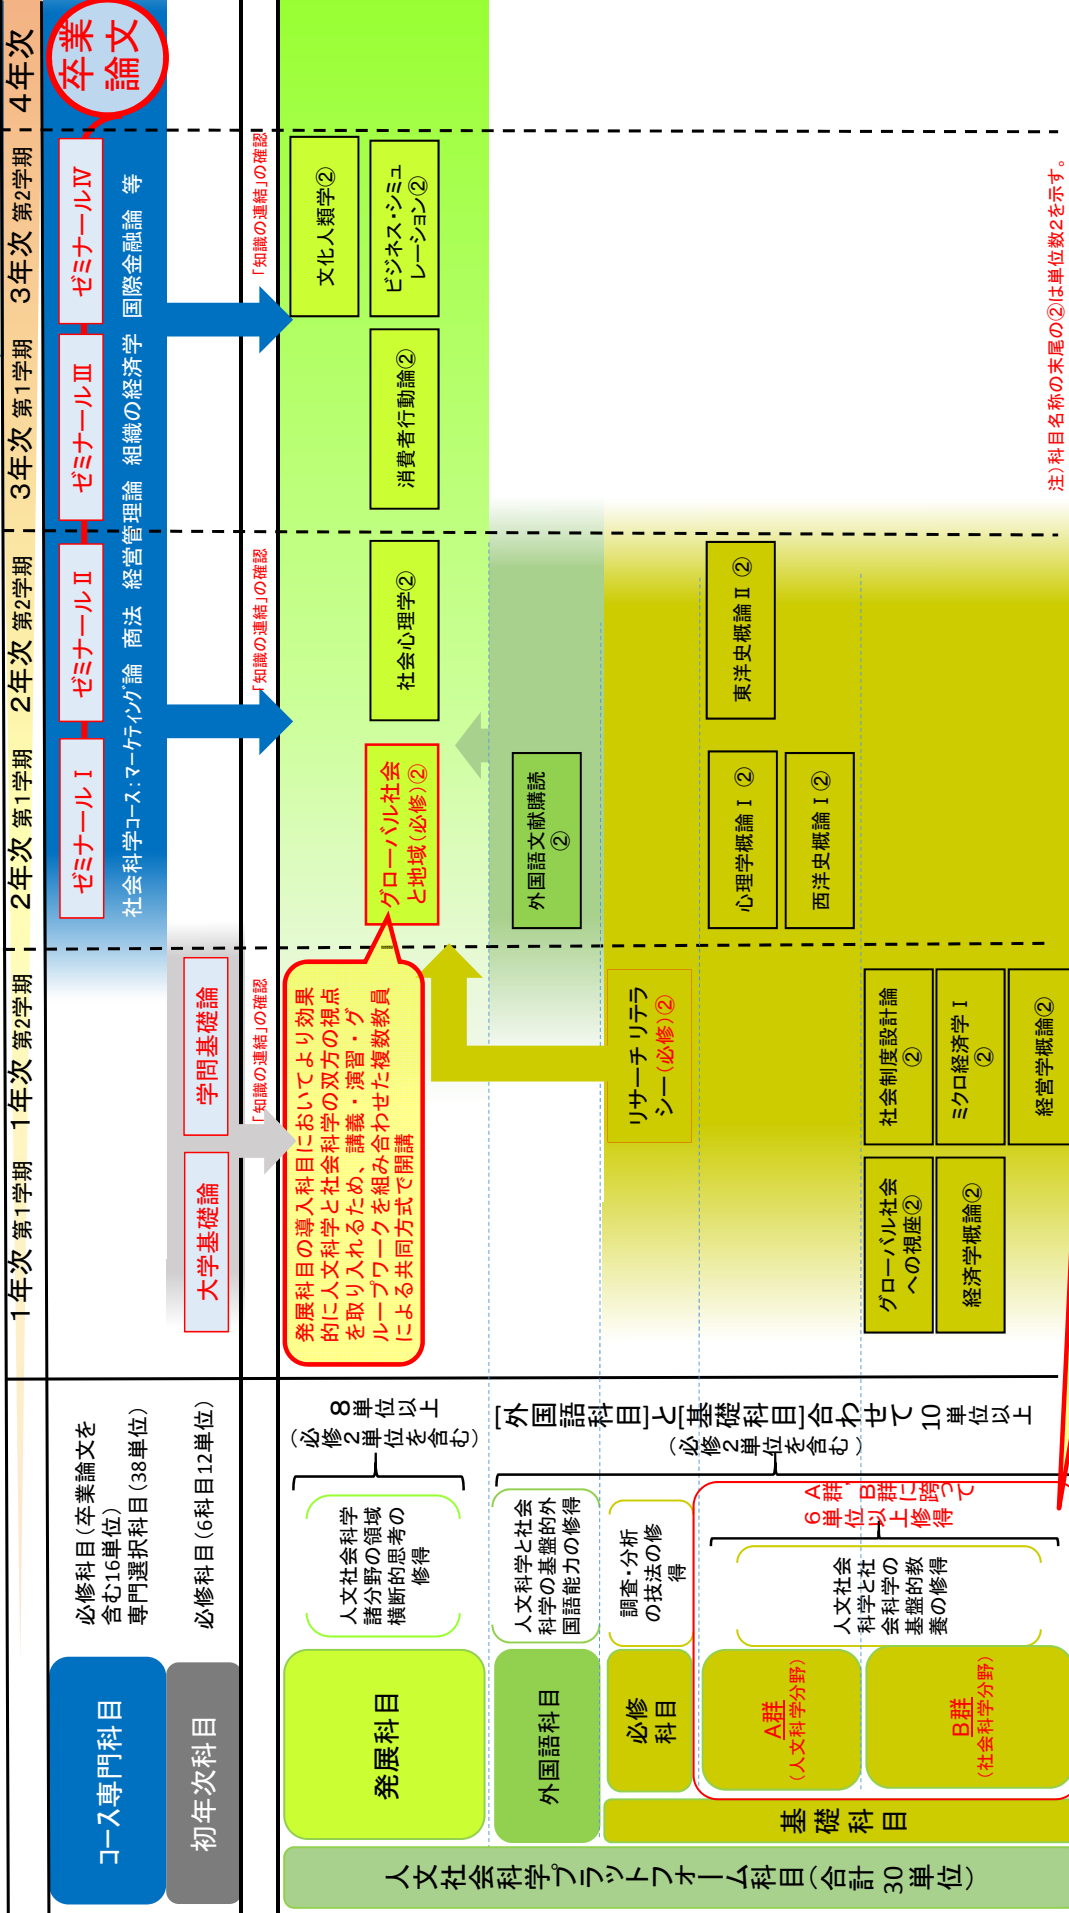 1年次 第1学期
1年次 第2学期
2年次 第1学期
2年次 第2学期
3年次 第1学期
3年次 第2学期
4年次
コース専門科目
必修科目(卒業論文を
含む16単位)
専門選択科目(38単位)
ゼミナールⅠ
ゼミナールⅡ
ゼミナールⅢ
ゼミナールⅣ
卒業
論文
社会科学コース:マーケティング論 商法 経営管理論 組織の経済学 国際金融論 等
初年次科目
必修科目(6科目12単位)
大学基礎論
学問基礎論
「知識の連結」の確認
「知識の連結」の確認
「知識の連結」の確認
人文社会科学プラットフォーム科目(合計 30 単位)
発展科目
人文社会科学
諸分野の領域
横断的思考の
修得
8単位以上
(必修2単位を含む)
発展科目の導入科目においてより効果
的に人文科学と社会科学の双方の視点
を取り入れるため、講義・演習・グ
ループワークを組み合わせた複数教員
による共同方式で開講
グローバル社会
と地域(必修)②
社会心理学②
消費者行動論②
文化人類学②
ビジネス・シミュ
レーション②
外国語科目
人文科学と社会
科学の基盤的外
国語能力の修得
[外国語科目]と[基礎科目]合わせて 10 単位以上
(必修2単位を含む)
外国語文献購読
②
基礎科目
必修
科目
調査・分析
の技法の修
得
リサーチ リテラ
シー(必修)②
A群
(人文科学分野)
B群
(社会科学分野)
人文社会
科学と社
会科学の
基盤的教
養の修得
A群、B群に跨って
6単位以上修得
心理学概論Ⅰ ②
西洋史概論Ⅰ②
東洋史概論Ⅱ ②
グローバル社会
への視座②
経済学概論②
社会制度設計論
②
ミクロ経済学Ⅰ
②
経営学概論②
注)科目名称の末尾の②は単位数2を示す。